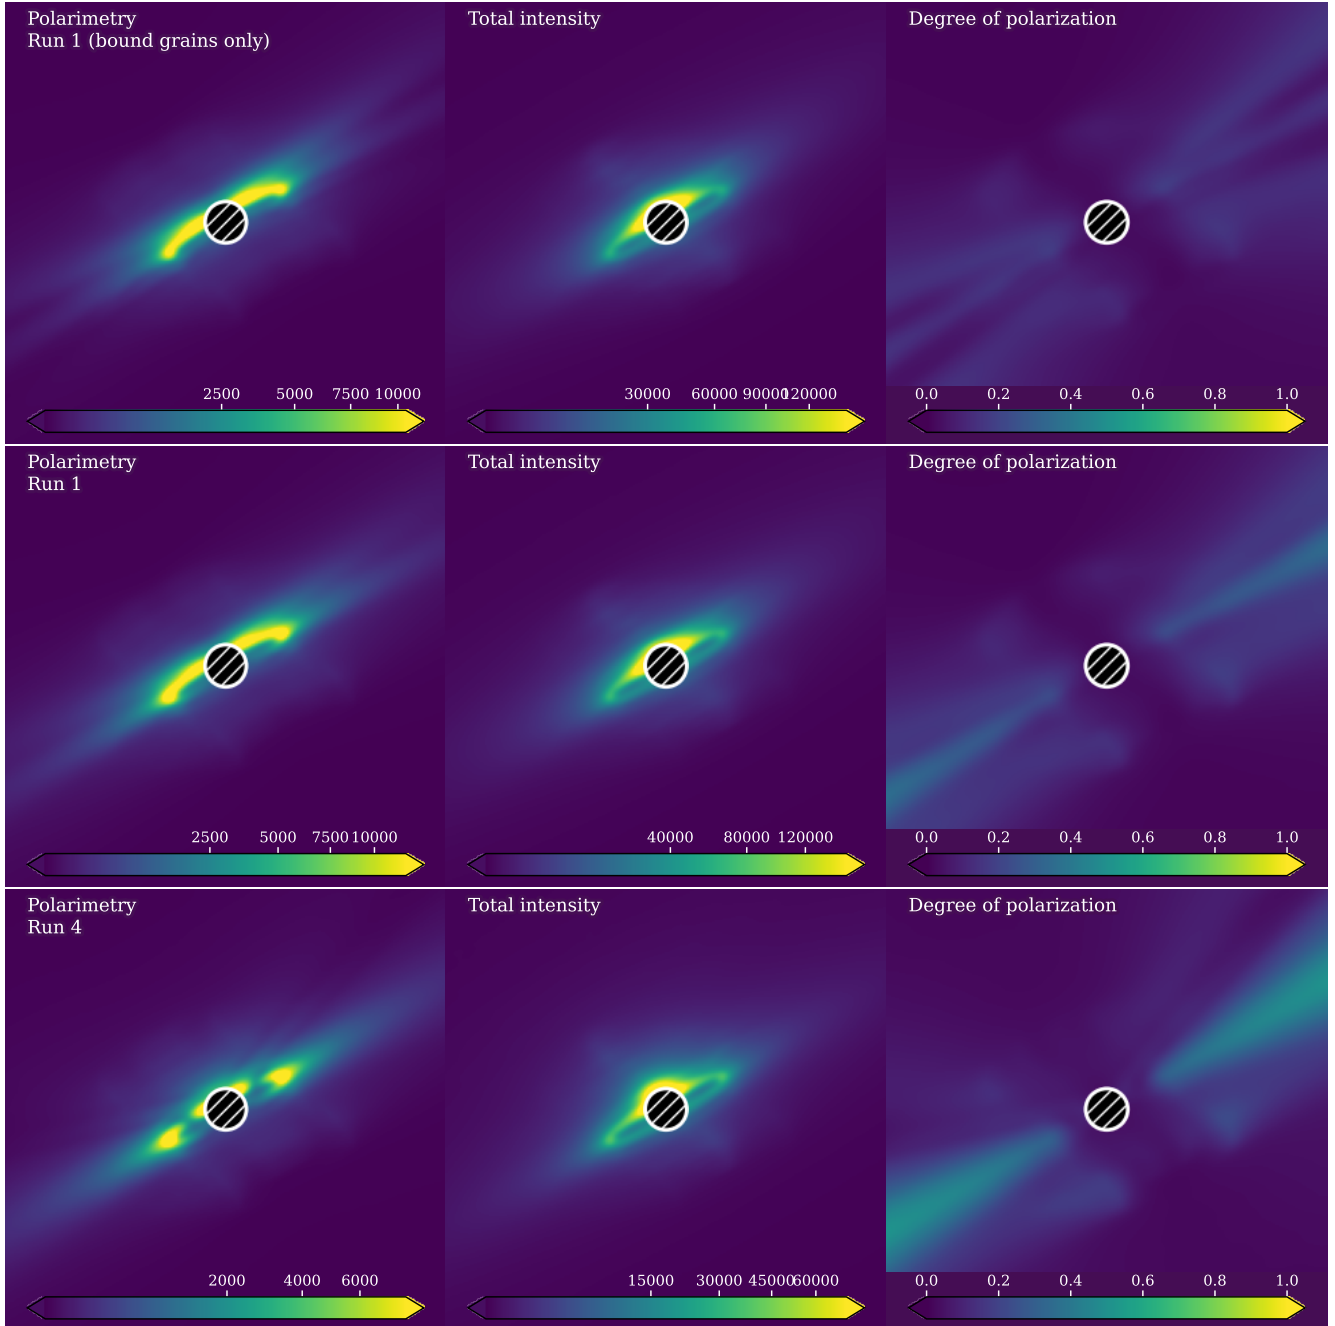 Polarimetry
Run 1 (bound grains only)
Total intensity
Degree of polarization
2500 5000 7500 10000
30000 60000 90000 120000
0.0 0.2 0.4 0.6 0.8 1.0
Polarimetry
Run 1
Total intensity
Degree of polarization
2500 5000 7500 10000
40000 80000 120000
0.0 0.2 0.4 0.6 0.8 1.0
Polarimetry
Run 4
Total intensity
Degree of polarization
2000 4000 6000
15000 30000 45000 60000
0.0 0.2 0.4 0.6 0.8 1.0